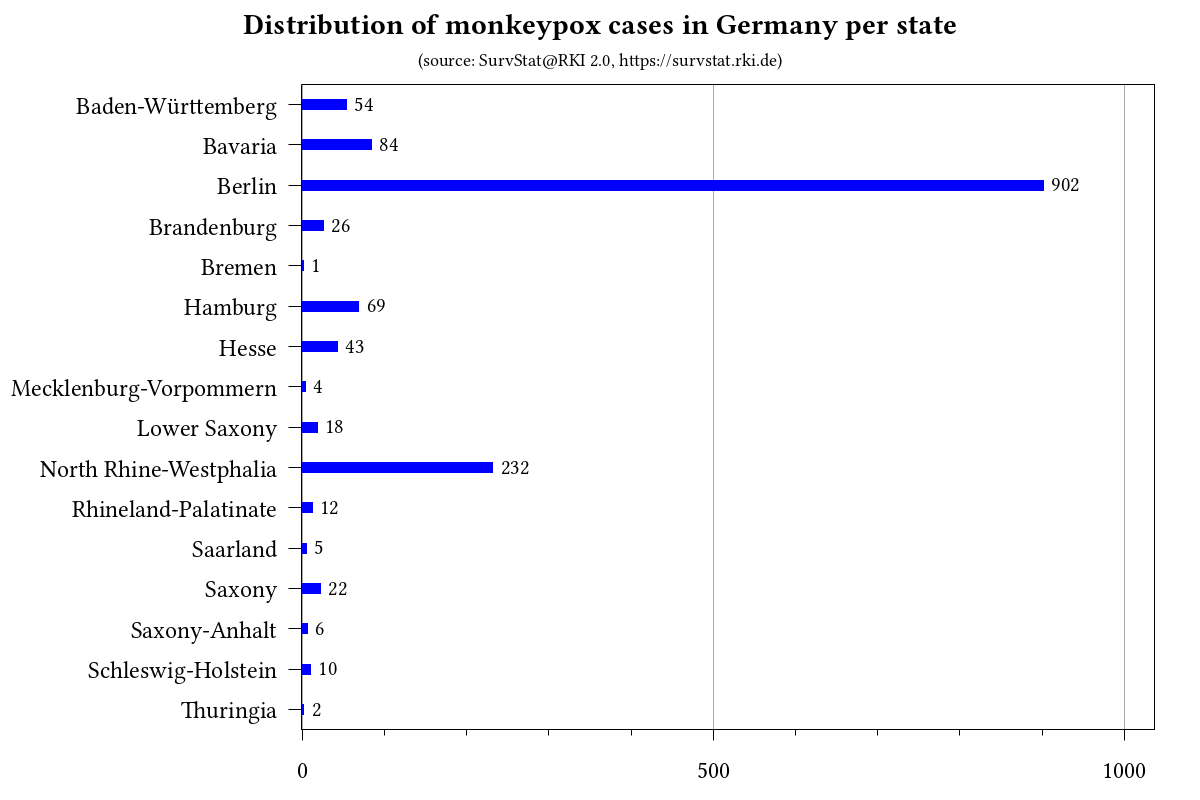 Distribution of monkeypox cases in Germany per state
(source: SurvStat@RKI 2.0, https://survstat.rki.de)
Baden-Württemberg 54
Bavaria 84
Berlin 902
Brandenburg 26
Bremen 1
Hamburg 69
Hesse 43
Mecklenburg-Vorpommern 4
Lower Saxony 18
North Rhine-Westphalia 232
Rhineland-Palatinate 12
Saarland 5
Saxony 22
Saxony-Anhalt 6
Schleswig-Holstein 10
Thuringia 2
0 500 1000